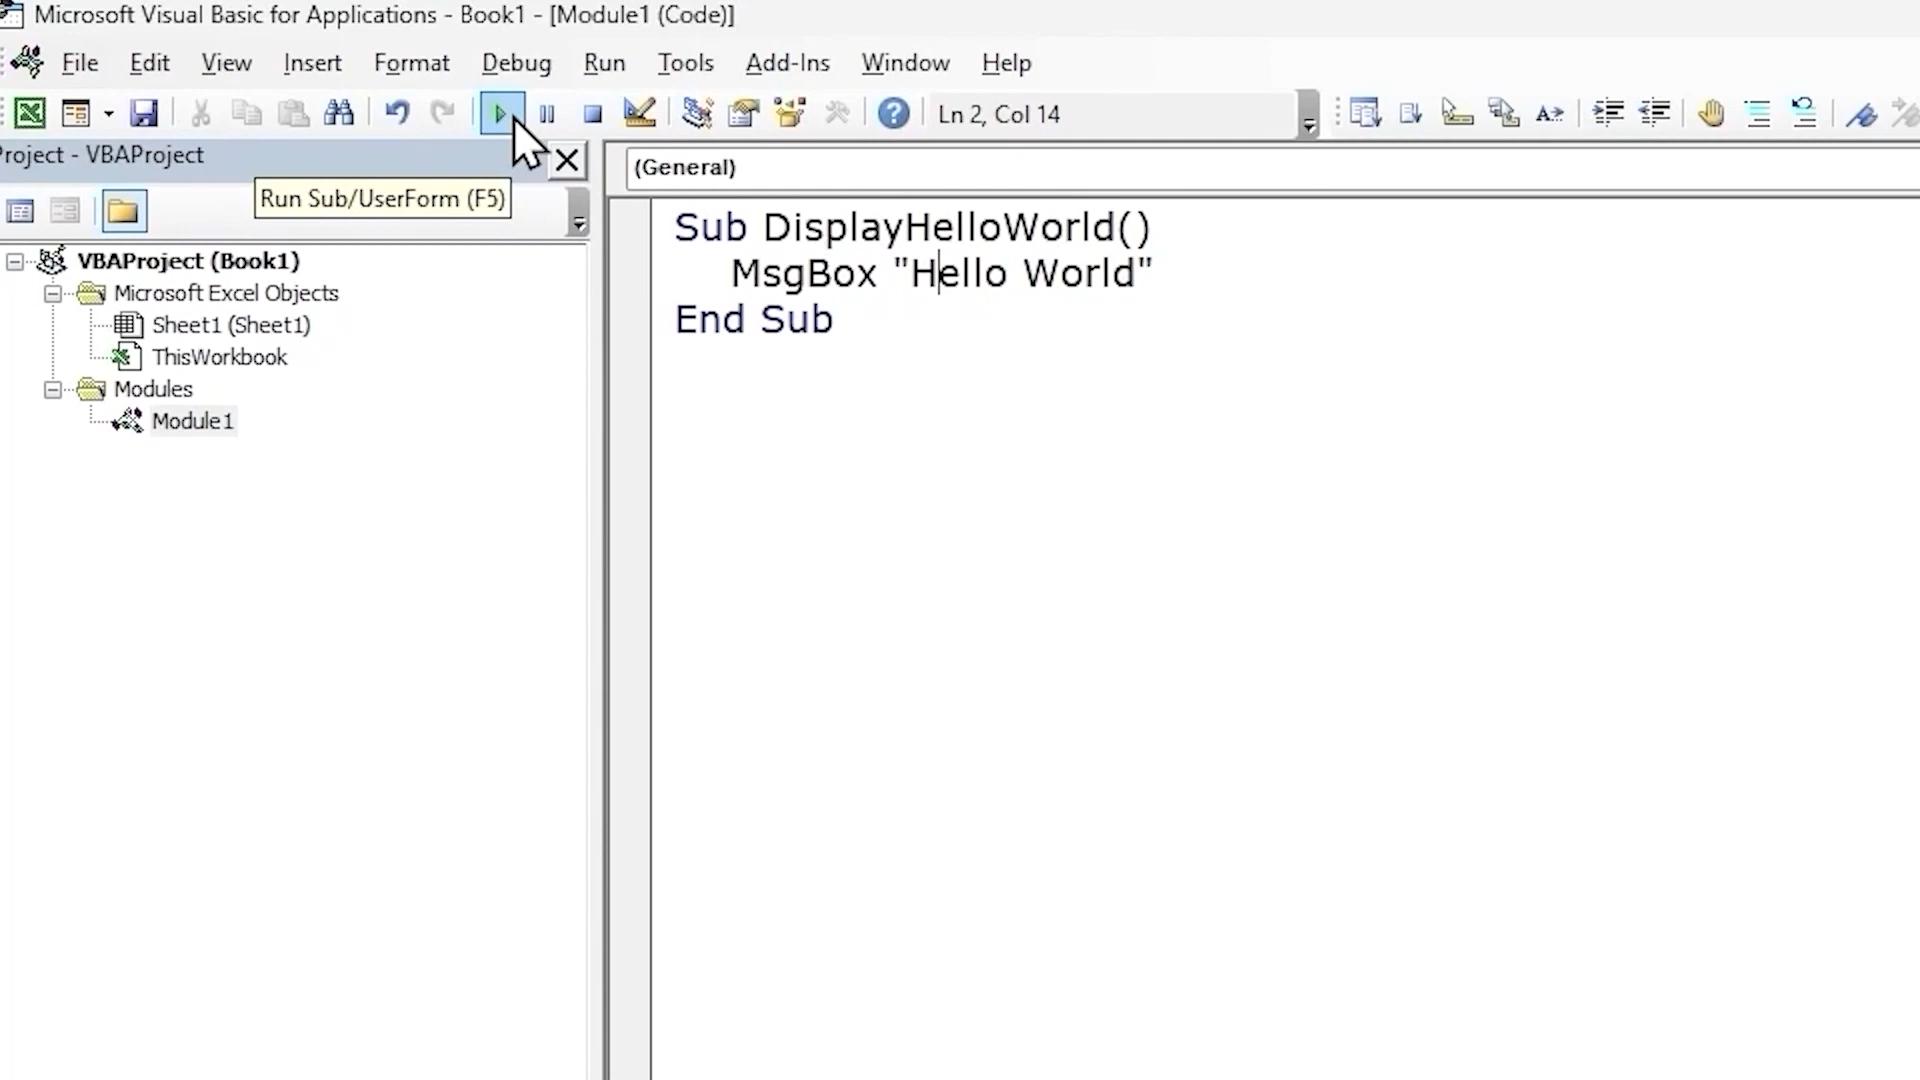 Microsoft Visual Basic for Applications - Book1 - [Module1 (Code)]
File Edit View Insert Format Debug Run Tools Add-Ins Window Help
Ln 2, Col 14
Project - VBAProject
(General)
Run Sub/UserForm (F5)
Sub DisplayHelloWorld()
MsgBox "Hello World"
End Sub
VBAProject (Book1)
Microsoft Excel Objects
Sheet1 (Sheet1)
ThisWorkbook
Modules
Module1